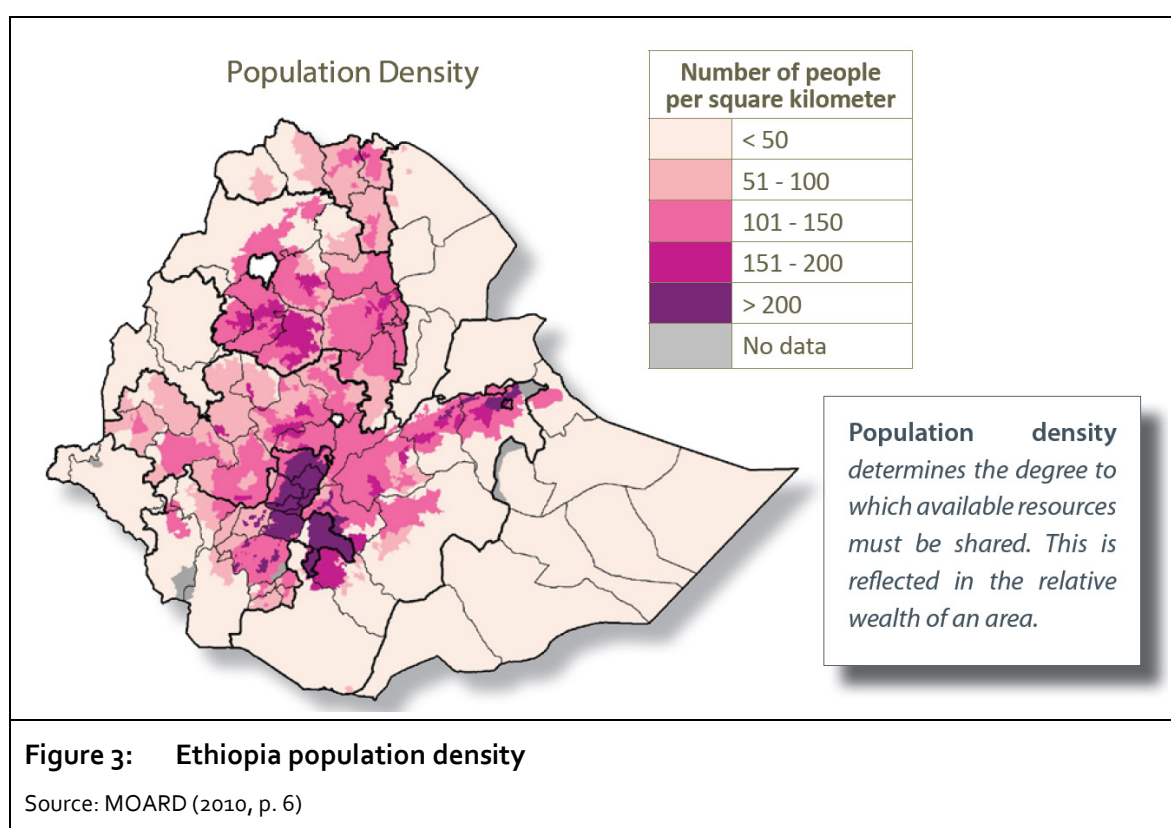 Population Density
Number of people
per square kilometer
< 50
51 - 100
101 - 150
151 - 200
> 200
No data
Population density
determines the degree to
which available resources
must be shared. This is
reflected in the relative
wealth of an area.
Figure 3: Ethiopia population density
Source: MOARD (2010, p. 6)